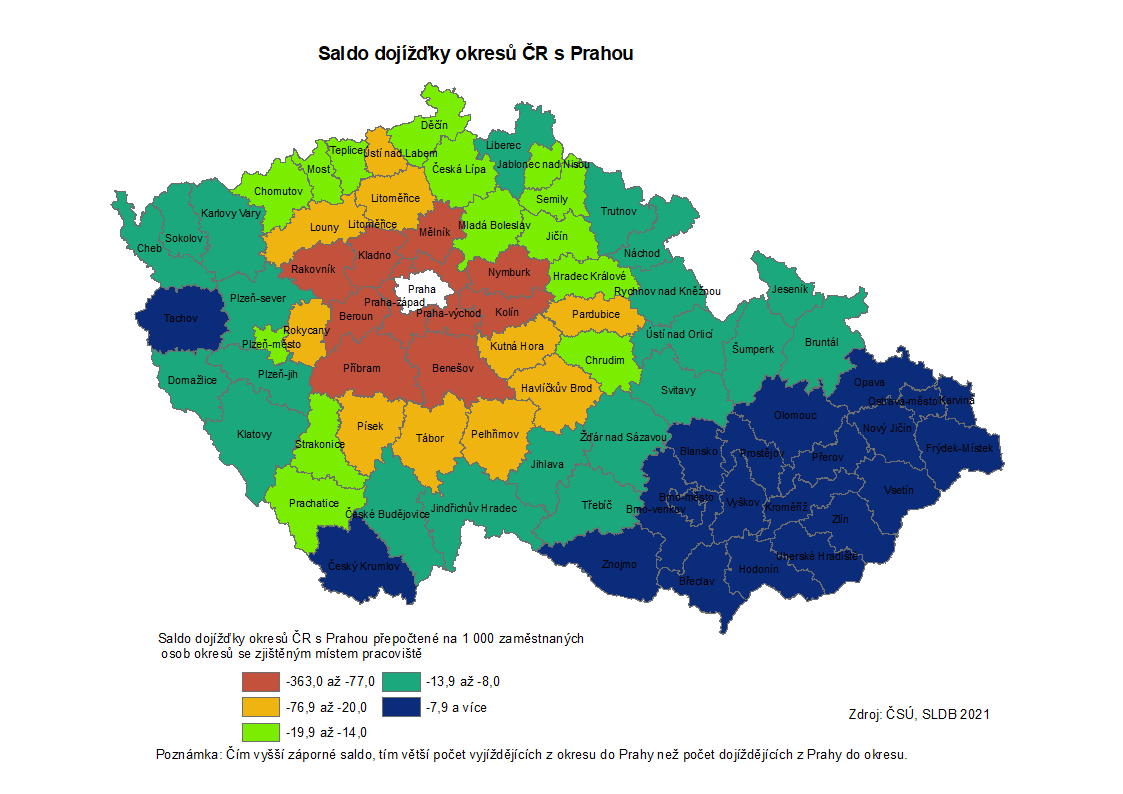 Saldo dojížďky okresů ČR s Prahou
Děčín
Liberec
Teplice
Ústí nad Labem
Jablonec nad Nisou
Most
Česká Lípa
Chomutov
Litoměřice
Semily
Karlovy Vary
Trutnov
Louny
Litoměřice
Mladá Boleslav
Mělník
Jičín
Sokolov
Cheb
Kladno
Náchod
Rakovník
Nymburk
Hradec Králové
Praha
Rychnov nad Kněžnou
Jeseník
Plzeň-sever
Praha-západ
Praha-východ
Kolín
Beroun
Pardubice
Tachov
Rokycany
Ústí nad Orlicí
Plzeň-město
Kutná Hora
Šumperk
Bruntál
Chrudim
Příbram
Benešov
Plzeň-jih
Domažlice
Opava
Havlíčkův Brod
Svitavy
Ostrava-město
Karviná
Olomouc
Písek
Nový Jičín
Klatovy
Tábor
Pelhřimov
Žďár nad Sázavou
Strakonice
Frýdek-Místek
Blansko
Prostějov
Přerov
Jihlava
Vsetín
Brno-město
Prachatice
Vyškov
Třebíč
Kroměříž
Jindřichův Hradec
Brno-venkov
České Budějovice
Zlín
Uherské Hradiště
Český Krumlov
Znojmo
Hodonín
Břeclav
Saldo dojížďky okresů ČR s Prahou přepočtené na 1 000 zaměstnaných
osob okresů se zjištěným místem pracoviště
-363,0 až -77,0
-13,9 až -8,0
-76,9 až -20,0
-7,9 a více
-19,9 až -14,0
Zdroj: ČSÚ, SLDB 2021
Poznámka: Čím vyšší záporné saldo, tím větší počet vyjíždějících z okresu do Prahy než počet dojíždějících z Prahy do okresu.